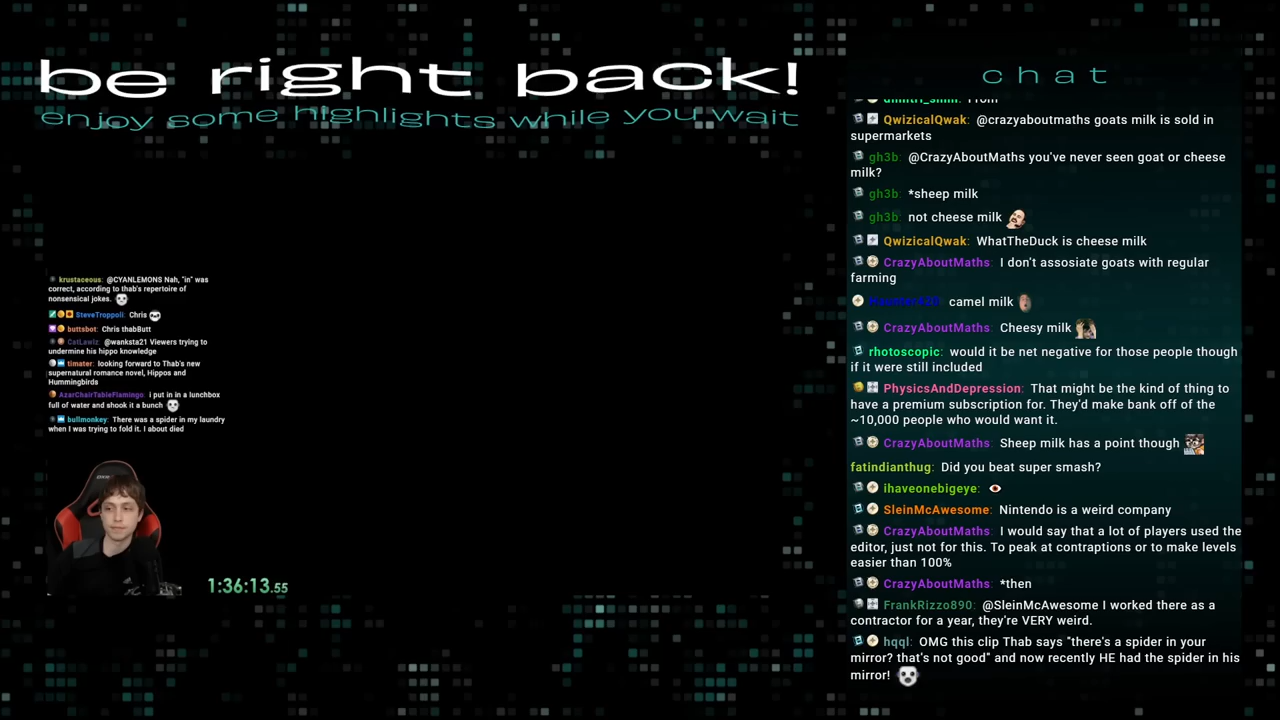 be right back!
enjoy some highlights while you wait
krustaceous: @CYANLEMONS Nah, "in" was
correct, according to thab's repertoire of
nonsensical jokes.
SteveTroppoli: Chris
buttsbot: Chris thabButt
CatLawiz: @wanksta21 Viewers trying to
undermine his hippo knowledge
timater: looking forward to Thab's new
supernatural romance novel, Hippos and
Hummingbirds
AzarChairTableFlamingo: i put in in a lunchbox
full of water and shook it a bunch
bullmonkey: There was a spider in my laundry
when I was trying to fold it. I about died
1:36:13.55
chat
QwizicalQwak: @crazyaboutmaths goats milk is sold in
supermarkets
gh3b: @CrazyAboutMaths you've never seen goat or cheese
milk?
gh3b: *sheep milk
gh3b: not cheese milk
QwizicalQwak: WhatTheDuck is cheese milk
CrazyAboutMaths: I don't assosiate goats with regular
farming
camel milk
CrazyAboutMaths: Cheesy milk
rhotoscopic: would it be net negative for those people though
if it were still included
PhysicsAndDepression: That might be the kind of thing to
have a premium subscription for. They'd make bank off of the
~10,000 people who would want it.
CrazyAboutMaths: Sheep milk has a point though
fatindianthug: Did you beat super smash?
ihaveonebigeye:
SleinMcAwesome: Nintendo is a weird company
CrazyAboutMaths: I would say that a lot of players used the
editor, just not for this. To peak at contraptions or to make levels
easier than 100%
CrazyAboutMaths: *then
FrankRizzo890: @SleinMcAwesome I worked there as a
contractor for a year, they're VERY weird.
hqql: OMG this clip Thab says "there's a spider in your
mirror? that's not good" and now recently HE had the spider in his
mirror!